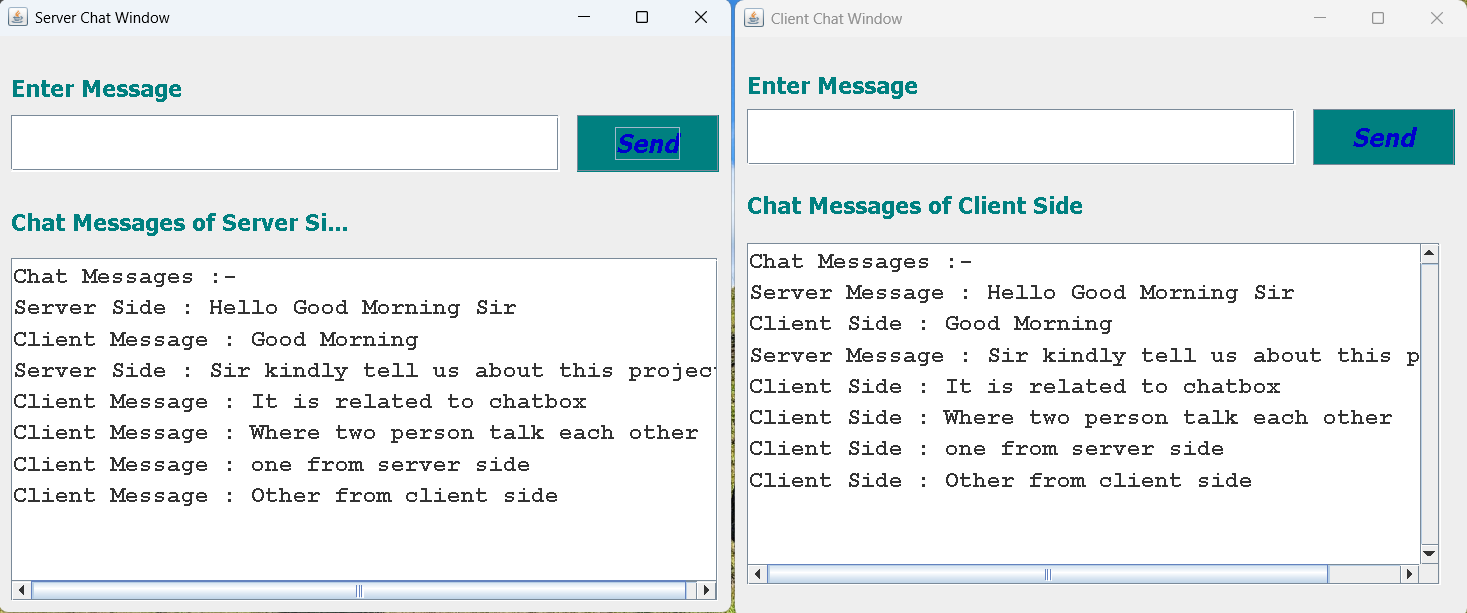 Server Chat Window
Enter Message
Send
Chat Messages of Server Si...
Chat Messages :-
Server Side : Hello Good Morning Sir
Client Message : Good Morning
Server Side : Sir kindly tell us about this projec
Client Message : It is related to chatbox
Client Message : Where two person talk each other
Client Message : one from server side
Client Message : Other from client side
Client Chat Window
Enter Message
Send
Chat Messages of Client Side
Chat Messages :-
Server Message : Hello Good Morning Sir
Client Side : Good Morning
Server Message : Sir kindly tell us about this p
Client Side : It is related to chatbox
Client Side : Where two person talk each other
Client Side : one from server side
Client Side : Other from client side